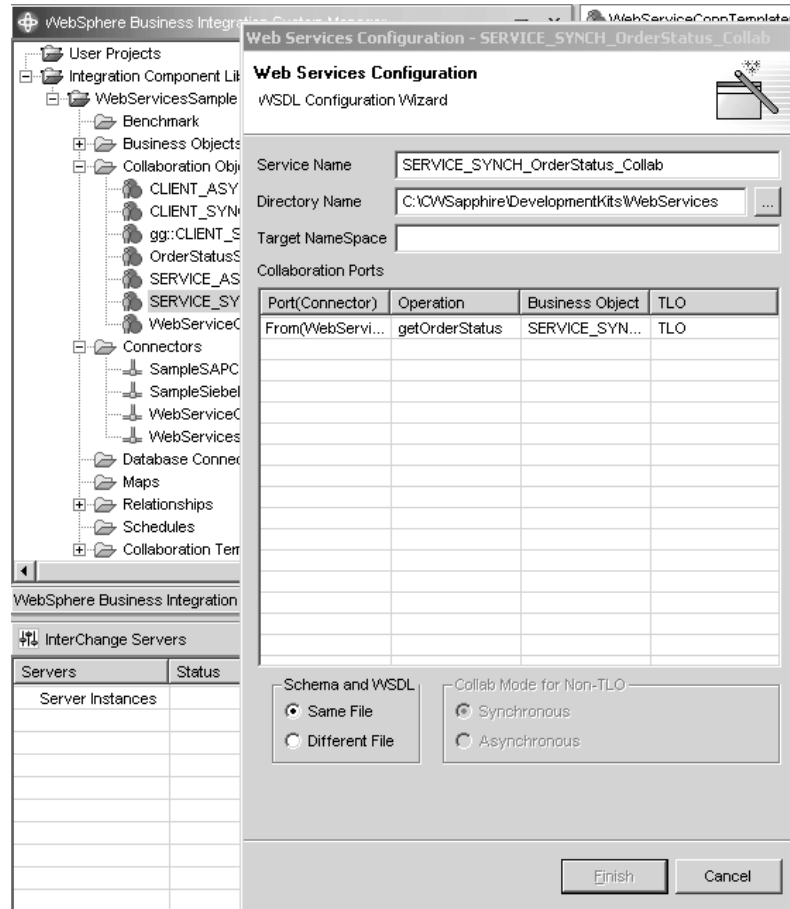 WebSphere Business Integration System Manager
WebServiceConnTemplate
User Projects
Integration Component Lib
WebServicesSample
Benchmark
Business Objects
Collaboration Obj
CLIENT_ASY
CLIENT_SYN
gg::CLIENT_S
OrderStatusS
SERVICE_AS
SERVICE_SY
WebServiceC
Connectors
SampleSAPC
SampleSiebel
WebServiceC
WebServices
Database Connec
Maps
Relationships
Schedules
Collaboration Tem
WebSphere Business Integration
InterChange Servers
Servers Status
Server Instances
Web Services Configuration - SERVICE_SYNCH_OrderStatus_Collab
Web Services Configuration
WSDL Configuration Wizard
Service Name SERVICE_SYNCH_OrderStatus_Collab
Directory Name C:\CWSapphire\DevelopmentKits\WebServices ...
Target NameSpace
Collaboration Ports
Port(Connector) Operation Business Object TLO
From(WebServi... getOrderStatus SERVICE_SYN... TLO
Schema and WSDL Collab Mode for Non-TLO
Same File Synchronous
Different File Asynchronous
Finish Cancel